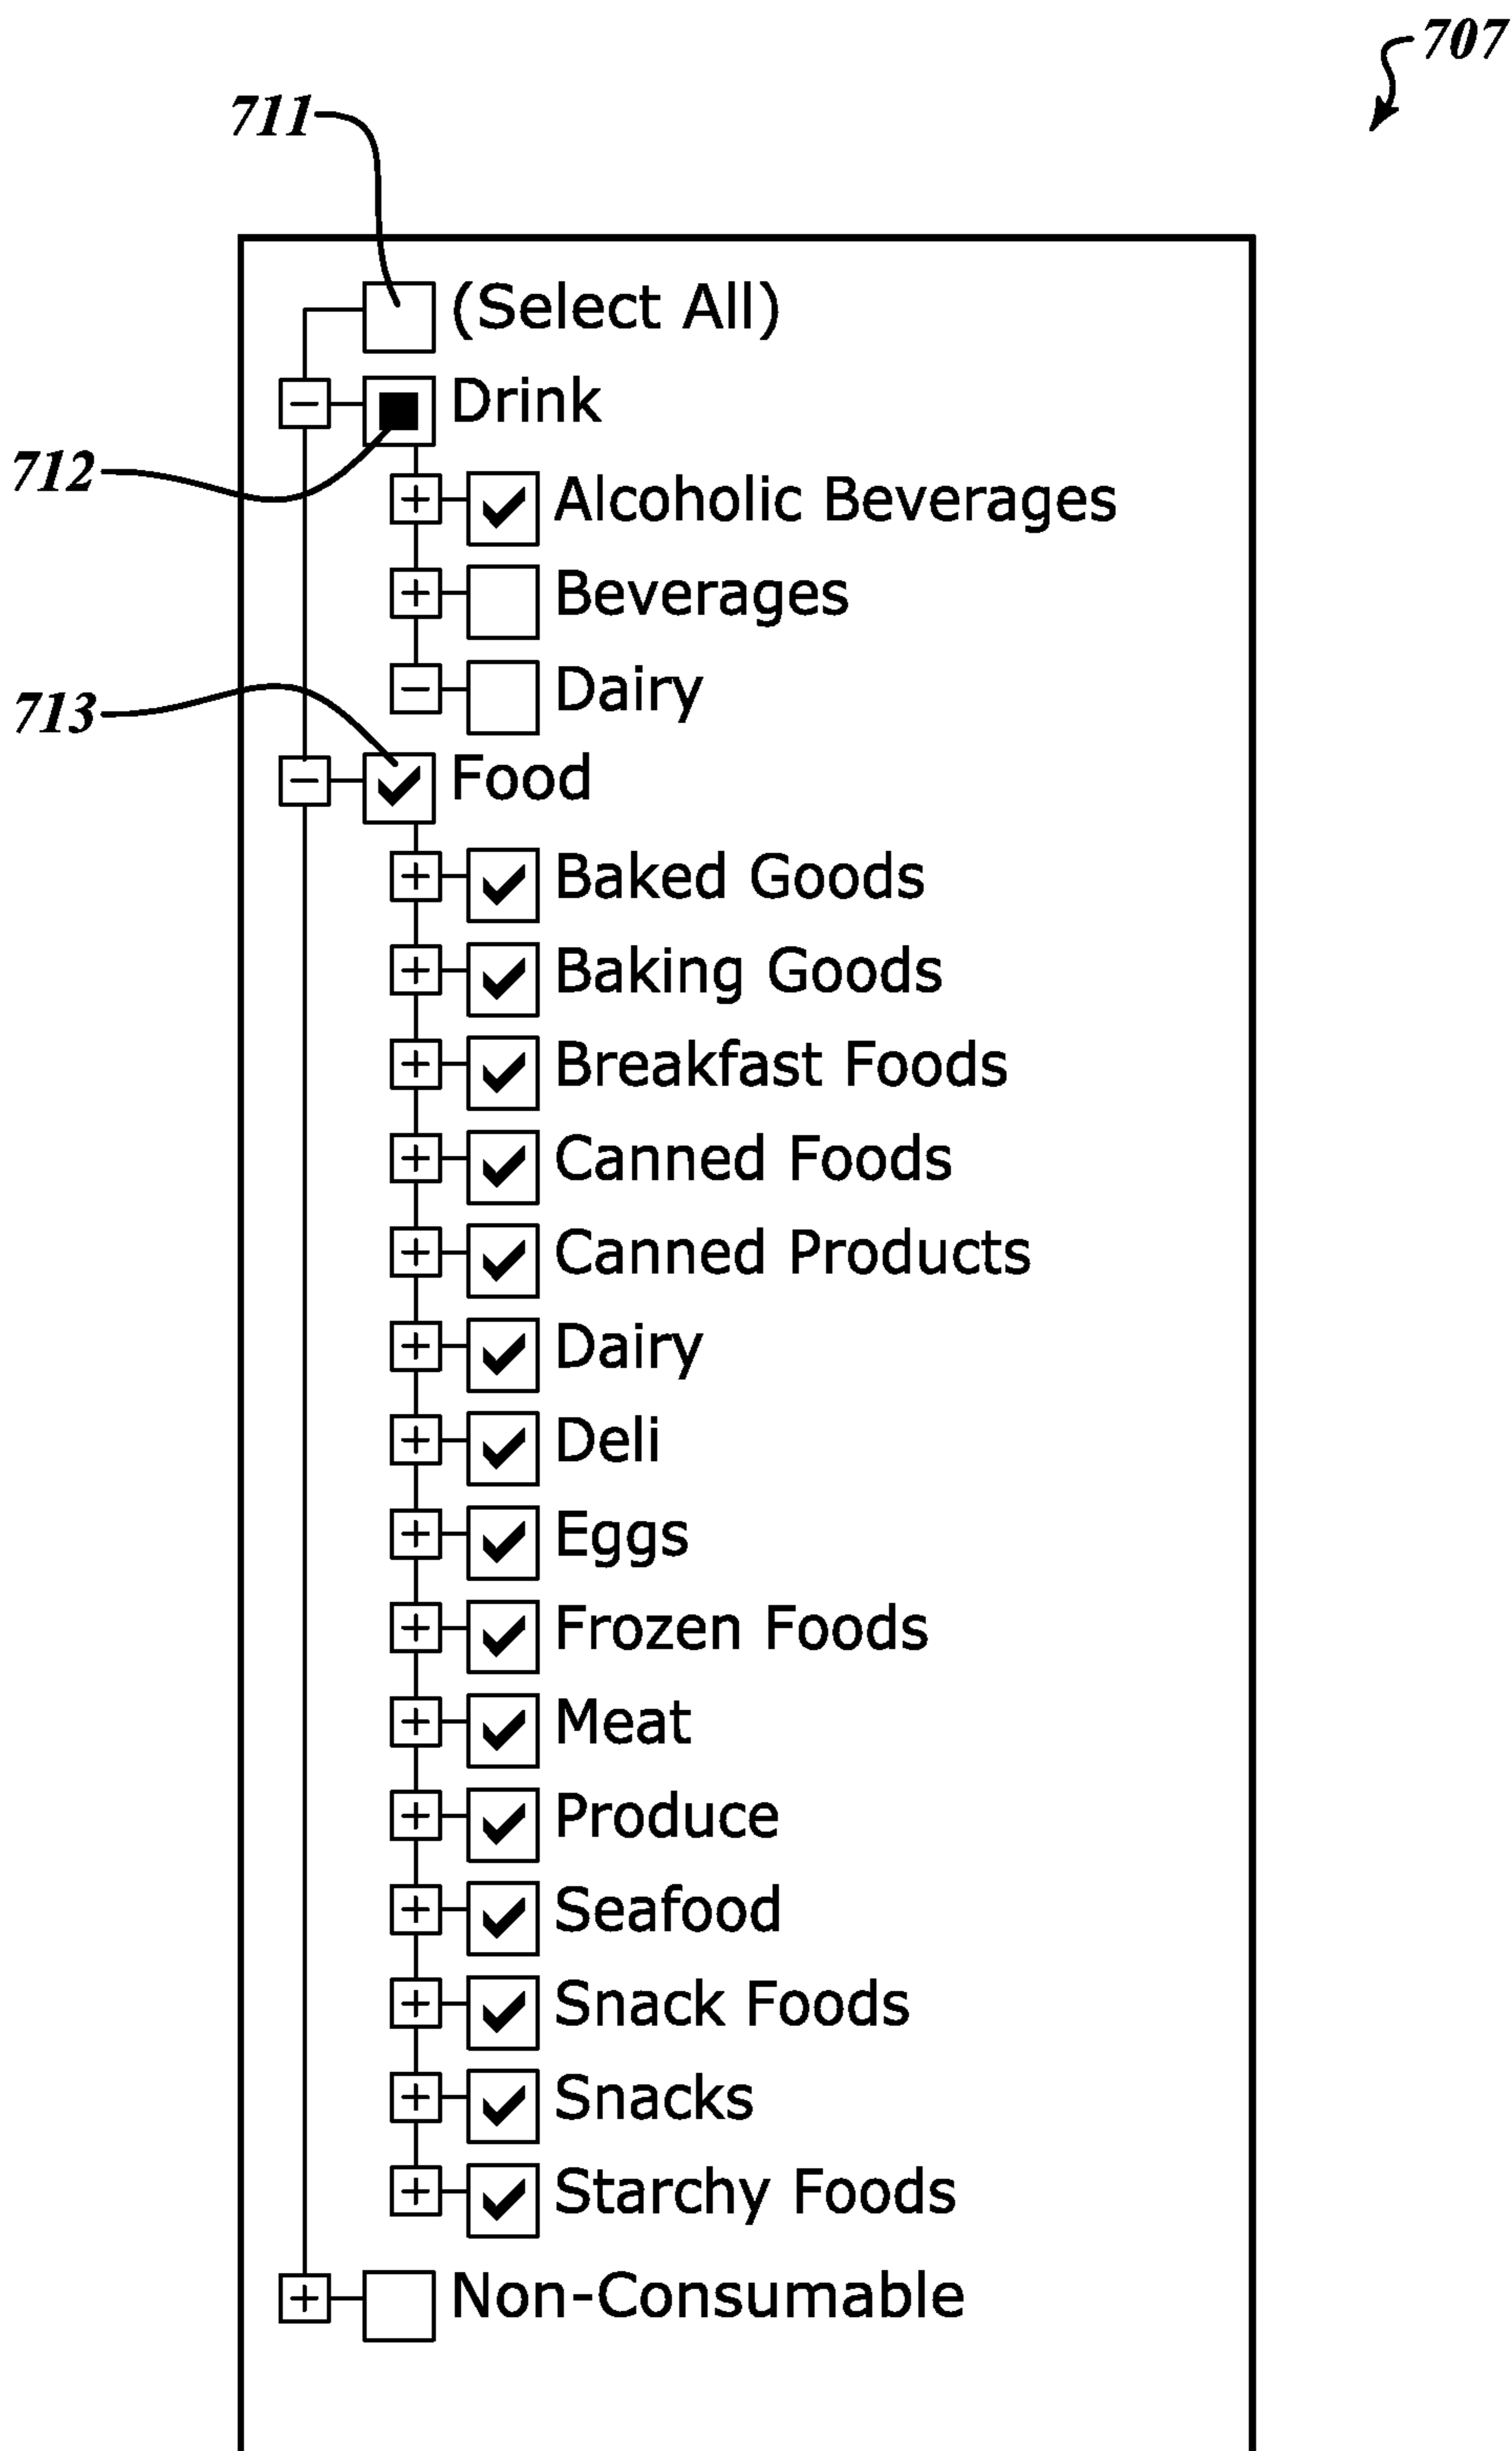 707
711
(Select All)
Drink
712
Alcoholic Beverages
Beverages
Dairy
713
Food
Baked Goods
Baking Goods
Breakfast Foods
Canned Foods
Canned Products
Dairy
Deli
Eggs
Frozen Foods
Meat
Produce
Seafood
Snack Foods
Snacks
Starchy Foods
Non-Consumable